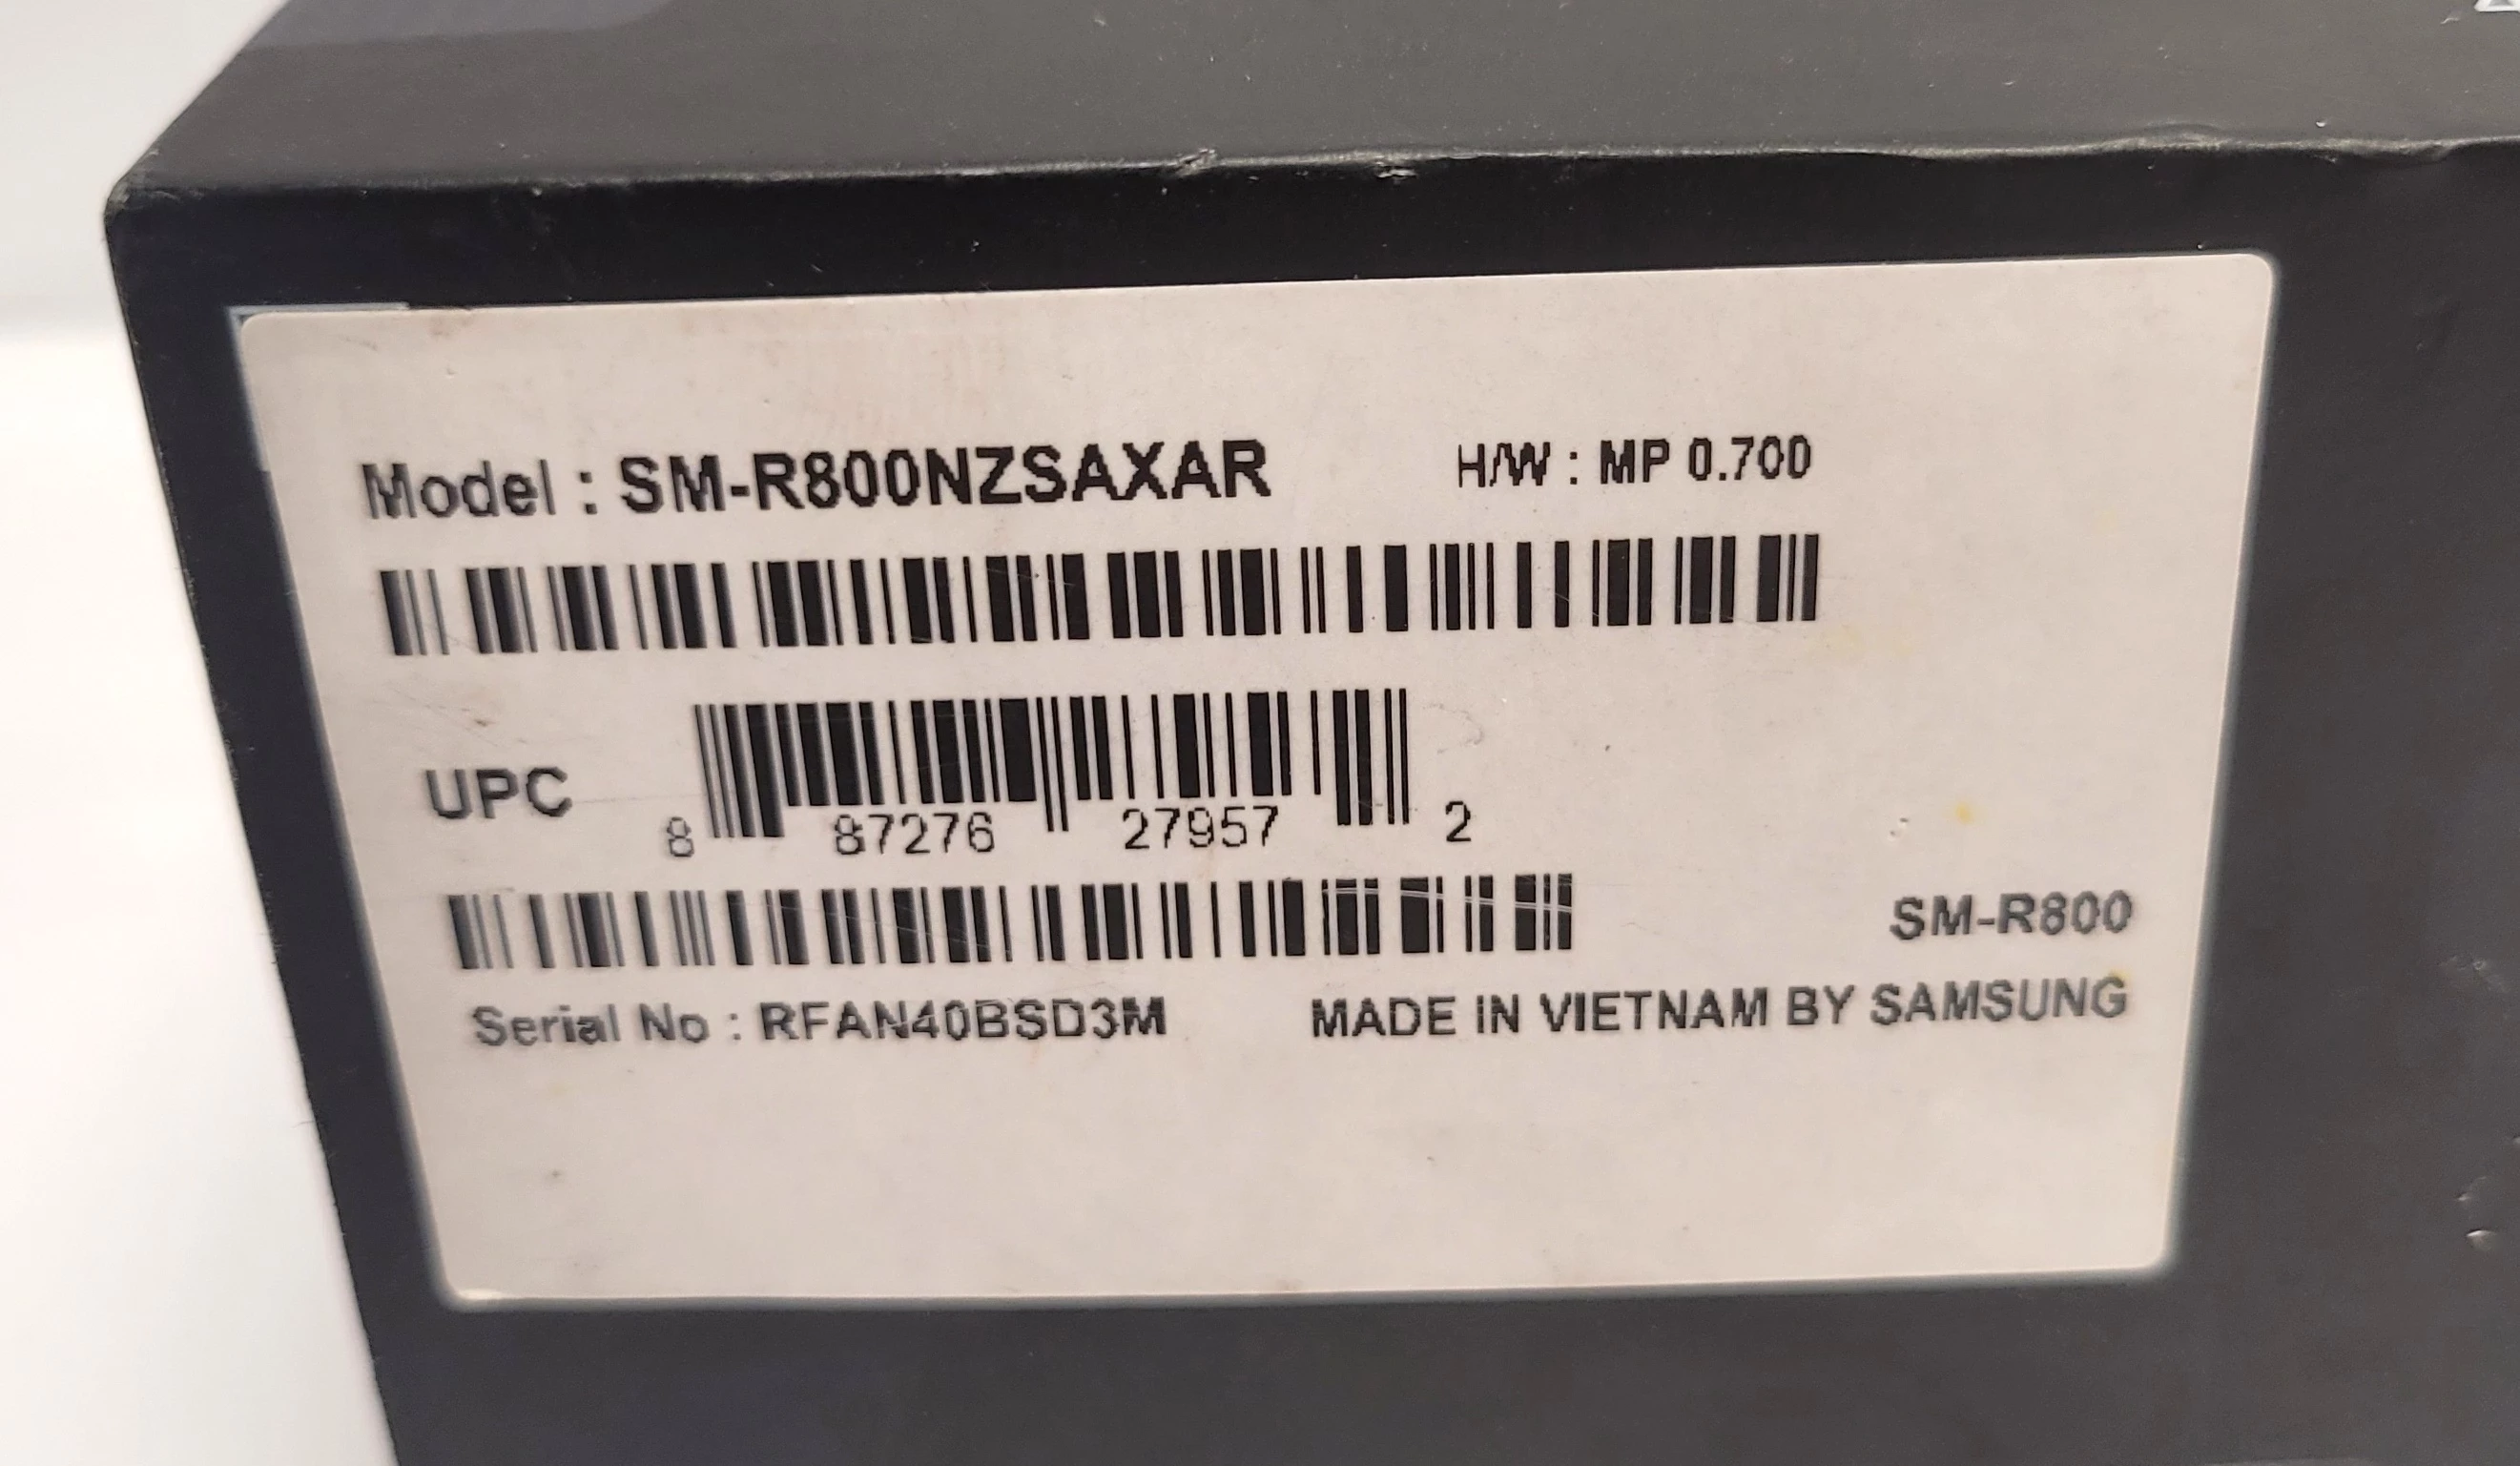 Model : SM-R800NZSAXAR H/W : MP 0.700
UPC 8 87276 27957 2
SM-R800
Serial No : RFAN40BSD3M MADE IN VIETNAM BY SAMSUNG